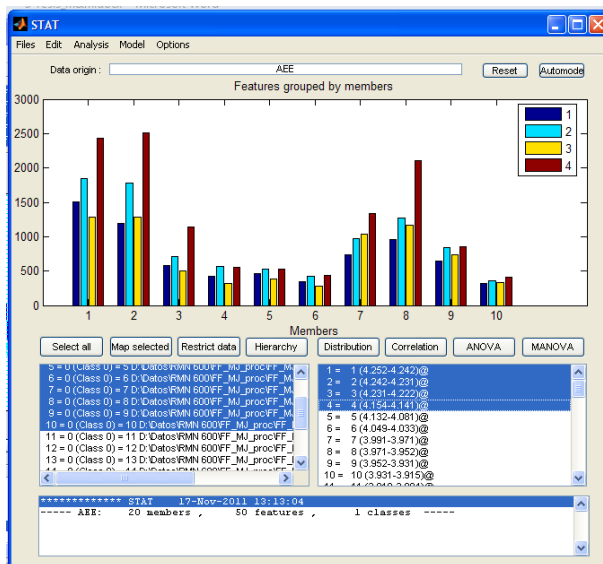 STAT
Files Edit Analysis Model Options
Data origin : AEE Reset Automode
Features grouped by members
3000
2500
2000
1500
1000
500
0
1
2
3
4
1 2 3 4 5 6 7 8 9 10
Members
Select all Map selected Restrict data Hierarchy Distribution Correlation ANOVA MANOVA
5 = 0 (Class 0) = 5 D:\Datos\RMN 600\FF_MJ_proc\FF_M
6 = 0 (Class 0) = 6 D:\Datos\RMN 600\FF_MJ_proc\FF_M
7 = 0 (Class 0) = 7 D:\Datos\RMN 600\FF_MJ_proc\FF_M
8 = 0 (Class 0) = 8 D:\Datos\RMN 600\FF_MJ_proc\FF_M
9 = 0 (Class 0) = 9 D:\Datos\RMN 600\FF_MJ_proc\FF_M
10 = 0 (Class 0) = 10 D:\Datos\RMN 600\FF_MJ_proc\FF_
11 = 0 (Class 0) = 11 D:\Datos\RMN 600\FF_MJ_proc\FF_
12 = 0 (Class 0) = 12 D:\Datos\RMN 600\FF_MJ_proc\FF_
13 = 0 (Class 0) = 13 D:\Datos\RMN 600\FF_MJ_proc\FF_
1 = 1 (4.252-4.242)@
2 = 2 (4.242-4.231)@
3 = 3 (4.231-4.222)@
4 = 4 (4.154-4.141)@
5 = 5 (4.132-4.081)@
6 = 6 (4.049-4.033)@
7 = 7 (3.991-3.971)@
8 = 8 (3.971-3.952)@
9 = 9 (3.952-3.931)@
10 = 10 (3.931-3.915)@
************* STAT 17-Nov-2011 13:13:04
----- AEE: 20 members , 50 features , 1 classes -----